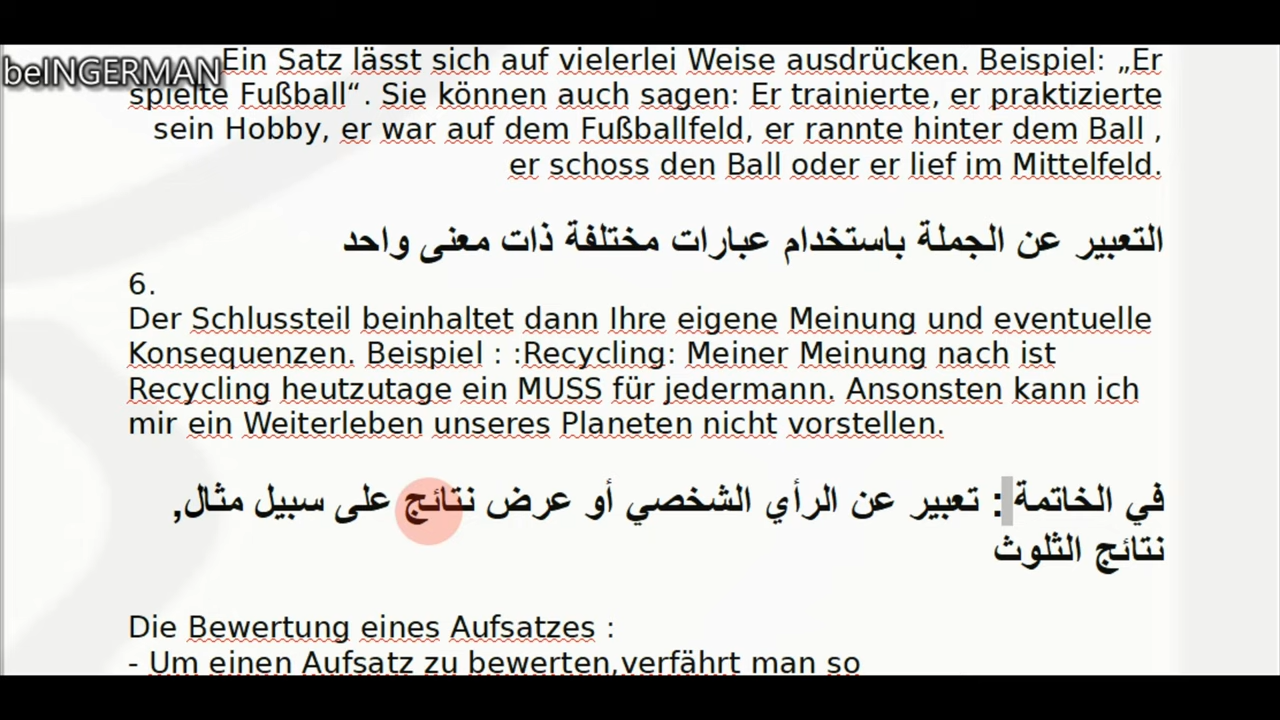 beINGERMAN
Ein Satz lässt sich auf vielerlei Weise ausdrücken. Beispiel: „Er
spielte Fußball“. Sie können auch sagen: Er trainierte, er praktizierte
sein Hobby, er war auf dem Fußballfeld, er rannte hinter dem Ball ,
er schoss den Ball oder er lief im Mittelfeld.
التعبير عن الجملة باستخدام عبارات مختلفة ذات معنى واحد
6.
Der Schlussteil beinhaltet dann Ihre eigene Meinung und eventuelle
Konsequenzen. Beispiel : :Recycling: Meiner Meinung nach ist
Recycling heutzutage ein MUSS für jedermann. Ansonsten kann ich
mir ein Weiterleben unseres Planeten nicht vorstellen.
في الخاتمة : تعبير عن الرأي الشخصي أو عرض نتائج على سبيل مثال,
نتائج الثلوث
Die Bewertung eines Aufsatzes :
- Um einen Aufsatz zu bewerten,verfährt man so